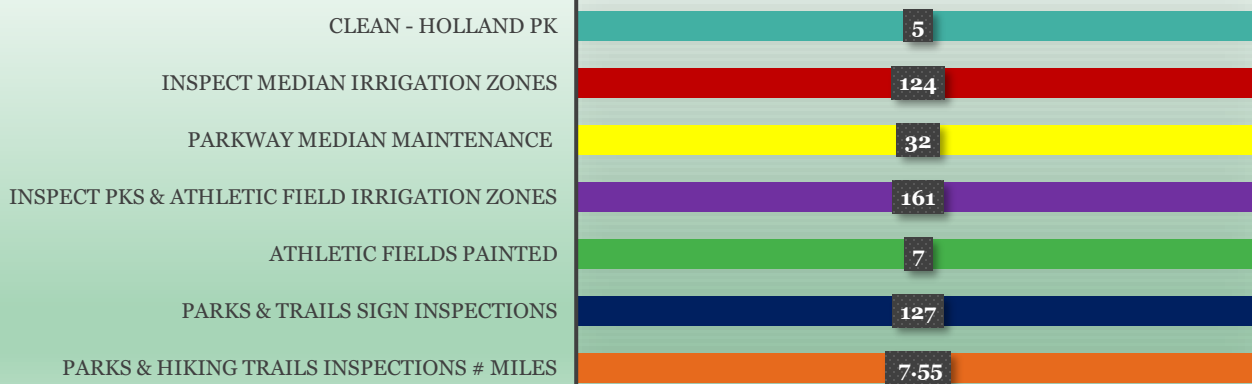 CLEAN - HOLLAND PK 5
INSPECT MEDIAN IRRIGATION ZONES 124
PARKWAY MEDIAN MAINTENANCE 32
INSPECT PKS & ATHLETIC FIELD IRRIGATION ZONES 161
ATHLETIC FIELDS PAINTED 7
PARKS & TRAILS SIGN INSPECTIONS 127
PARKS & HIKING TRAILS INSPECTIONS # MILES 7.55